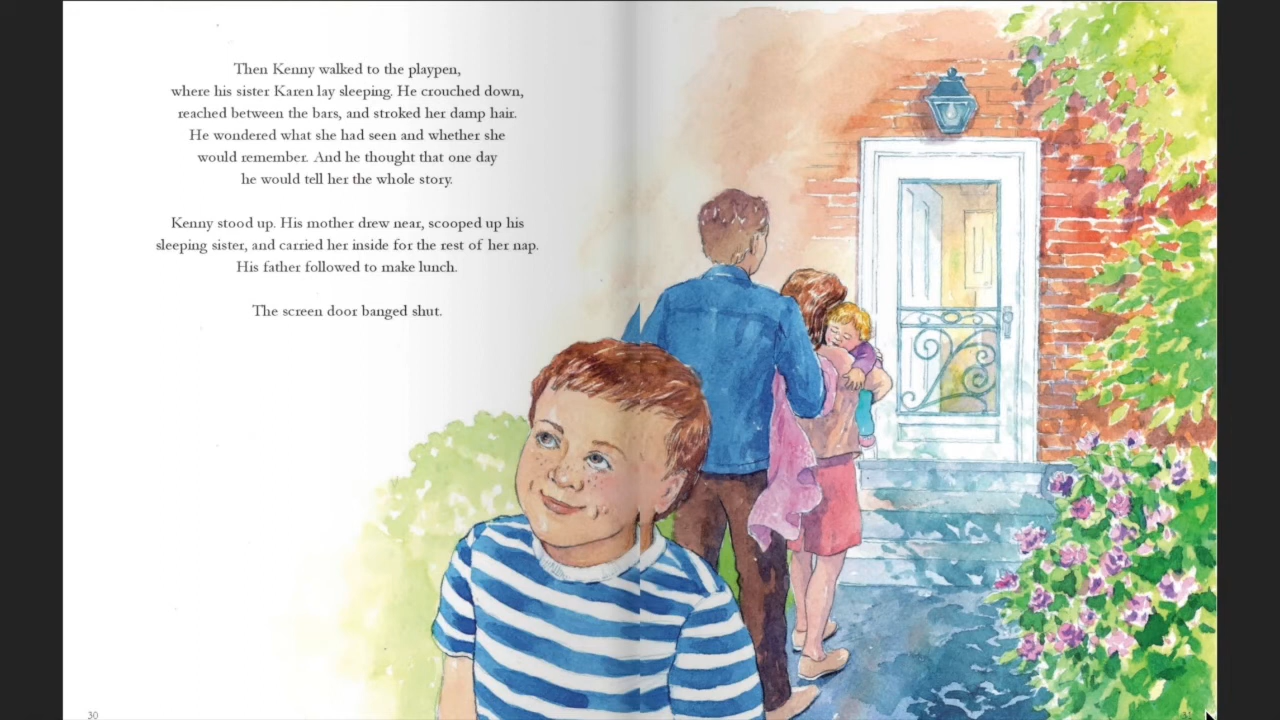 Then Kenny walked to the playpen,
where his sister Karen lay sleeping. He crouched down,
reached between the bars, and stroked her damp hair.
He wondered what she had seen and whether she
would remember. And he thought that one day
he would tell her the whole story.
Kenny stood up. His mother drew near, scooped up his
sleeping sister, and carried her inside for the rest of her nap.
His father followed to make lunch.
The screen door banged shut.
30